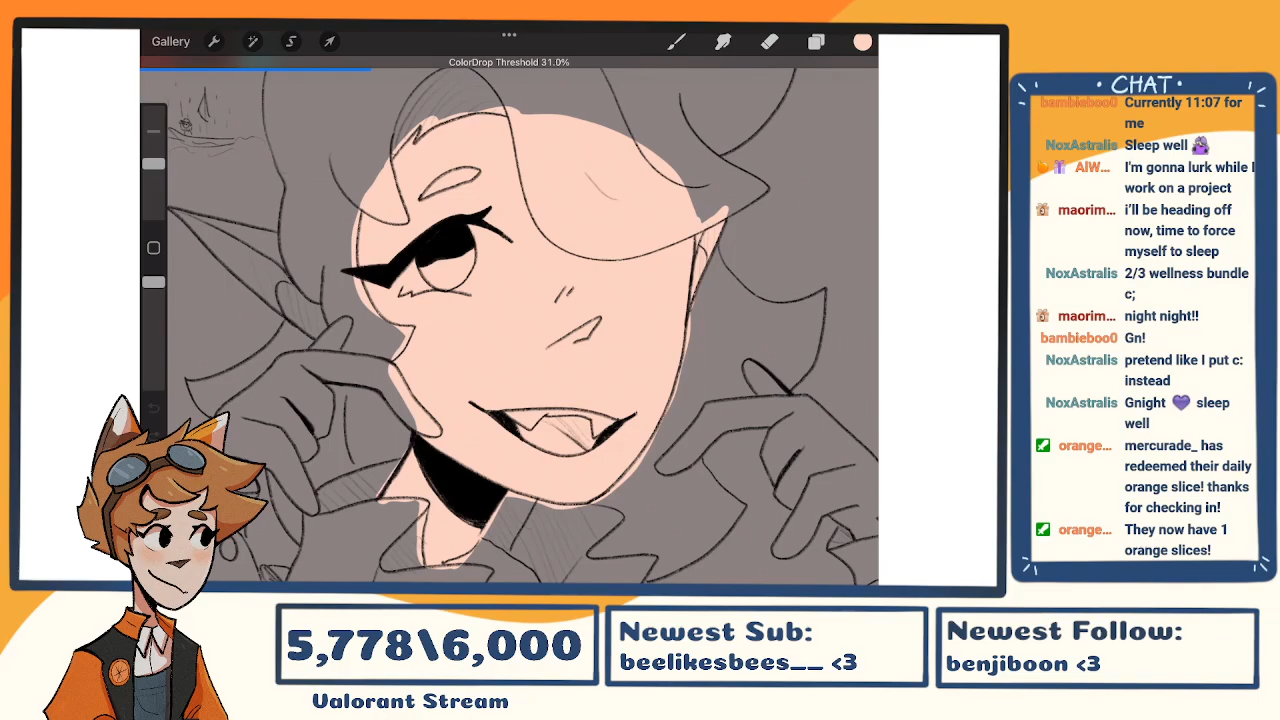 Gallery
ColorDrop Threshold 31.0%
• CHAT •
bambieboo0 Currently 11:07 for
me
NoxAstralis Sleep well
AlW... I'm gonna lurk while I
work on a project
maorim... i'll be heading off
now, time to force
myself to sleep
NoxAstralis 2/3 wellness bundle
c;
maorim... night night!!
bambieboo0 Gn!
NoxAstralis pretend like I put c:
instead
NoxAstralis Gnight 💜 sleep
well
orange... mercurade_ has
redeemed their daily
orange slice! thanks
for checking in!
orange... They now have 1
orange slices!
5,778\6,000
Valorant Stream
Newest Sub:
beelikesbees__ <3
Newest Follow:
benjiboon <3